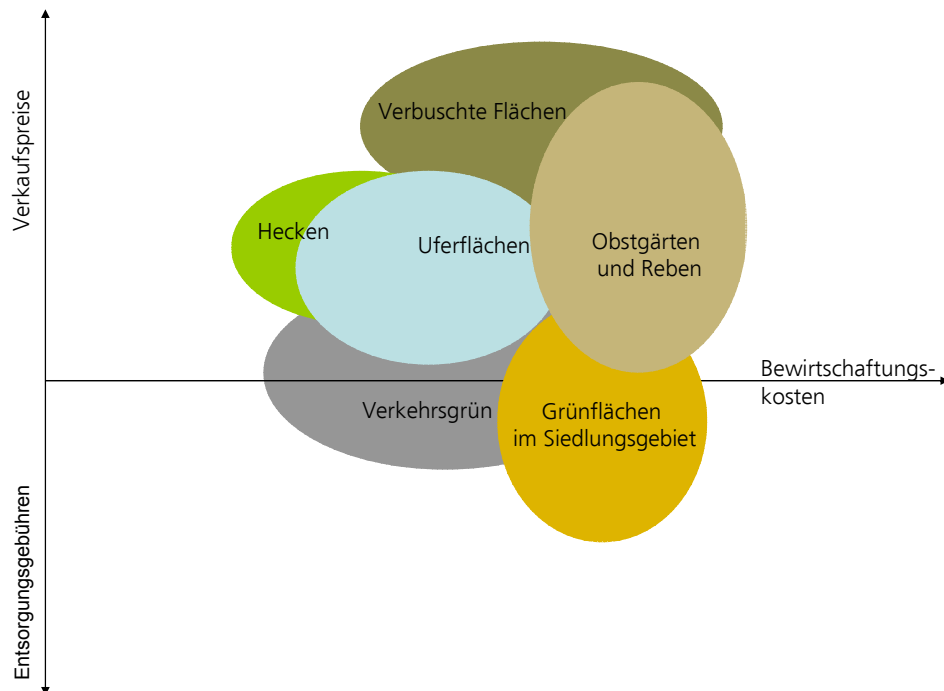 Verkaufspreise
Verbuschte Flächen
Hecken
Uferflächen
Obstgärten
und Reben
Bewirtschaftungs-
kosten
Verkehrsgrün
Grünflächen
im Siedlungsgebiet
Entsorgungsgebühren